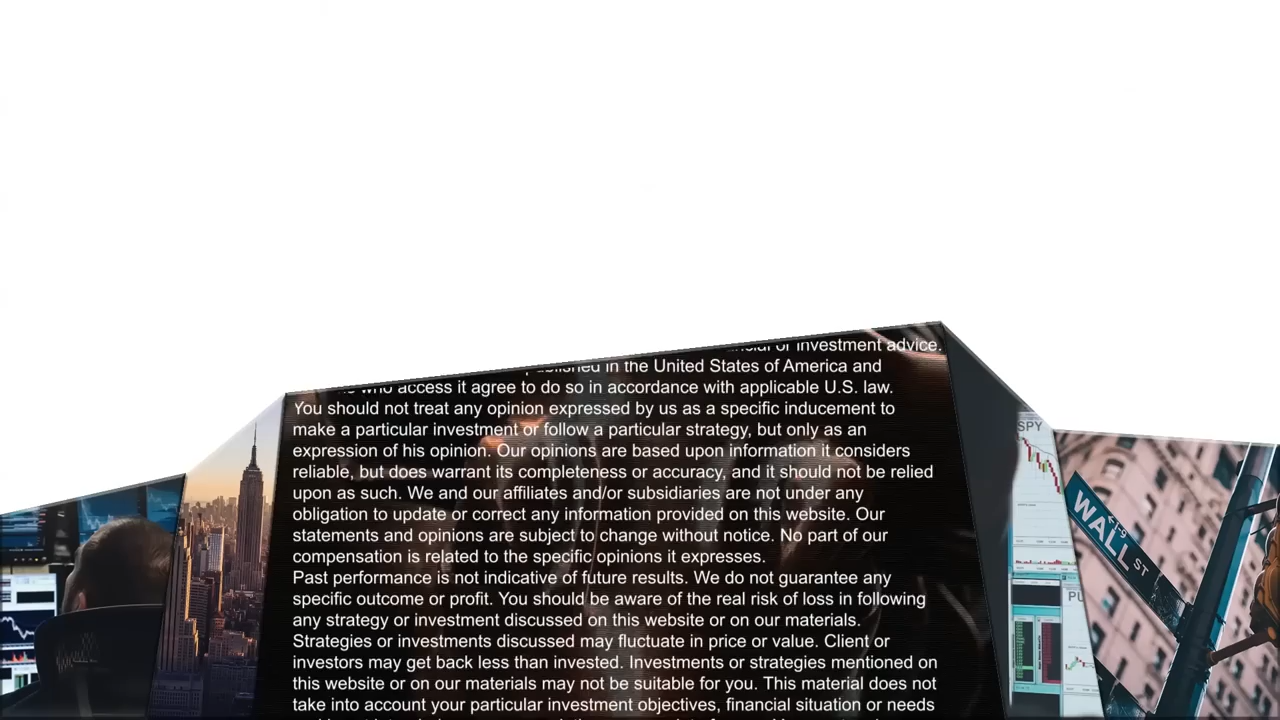 or investment advice.
in the United States of America and
who access it agree to do so in accordance with applicable U.S. law.
You should not treat any opinion expressed by us as a specific inducement to
make a particular investment or follow a particular strategy, but only as an
expression of his opinion. Our opinions are based upon information it considers
reliable, but does warrant its completeness or accuracy, and it should not be relied
upon as such. We and our affiliates and/or subsidiaries are not under any
obligation to update or correct any information provided on this website. Our
statements and opinions are subject to change without notice. No part of our
compensation is related to the specific opinions it expresses.
Past performance is not indicative of future results. We do not guarantee any
specific outcome or profit. You should be aware of the real risk of loss in following
any strategy or investment discussed on this website or on our materials.
Strategies or investments discussed may fluctuate in price or value. Client or
investors may get back less than invested. Investments or strategies mentioned on
this website or on our materials may not be suitable for you. This material does not
take into account your particular investment objectives, financial situation or needs
SPY
PU
WALL ST